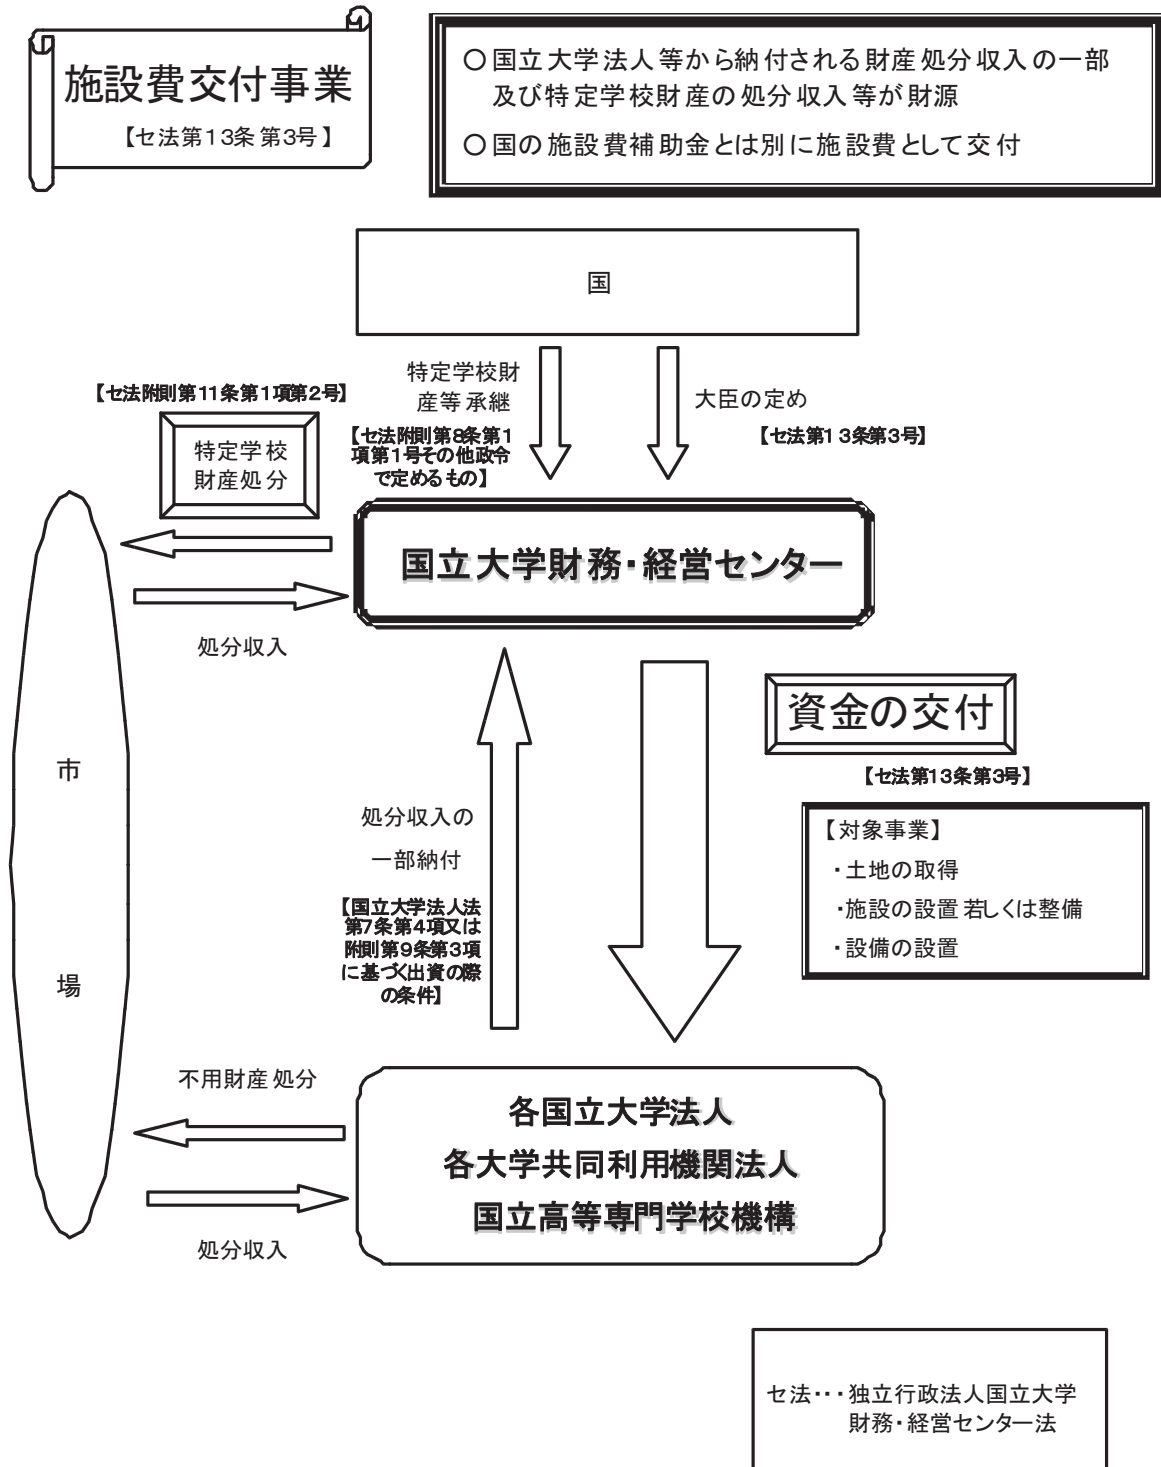 施設費交付事業
【セ法第13条第3号】
○国立大学法人等から納付される財産処分収入の一部
及び特定学校財産の処分収入等が財源
○国の施設費補助金とは別に施設費として交付
国
特定学校財
産等承継
【セ法附則第8条第1
項第1号その他政令
で定めるもの】
大臣の定め
【セ法第13条第3号】
【セ法附則第11条第1項第2号】
特定学校
財産処分
国立大学財務・経営センター
処分収入
市
場
資金の交付
【セ法第13条第3号】
【対象事業】
・土地の取得
・施設の設置若しくは整備
・設備の設置
処分収入の
一部納付
【国立大学法人法
第7条第4項又は
附則第9条第3項
に基づく出資の際
の条件】
不用財産処分
処分収入
各国立大学法人
各大学共同利用機関法人
国立高等専門学校機構
セ法・・・独立行政法人国立大学
財務・経営センター法